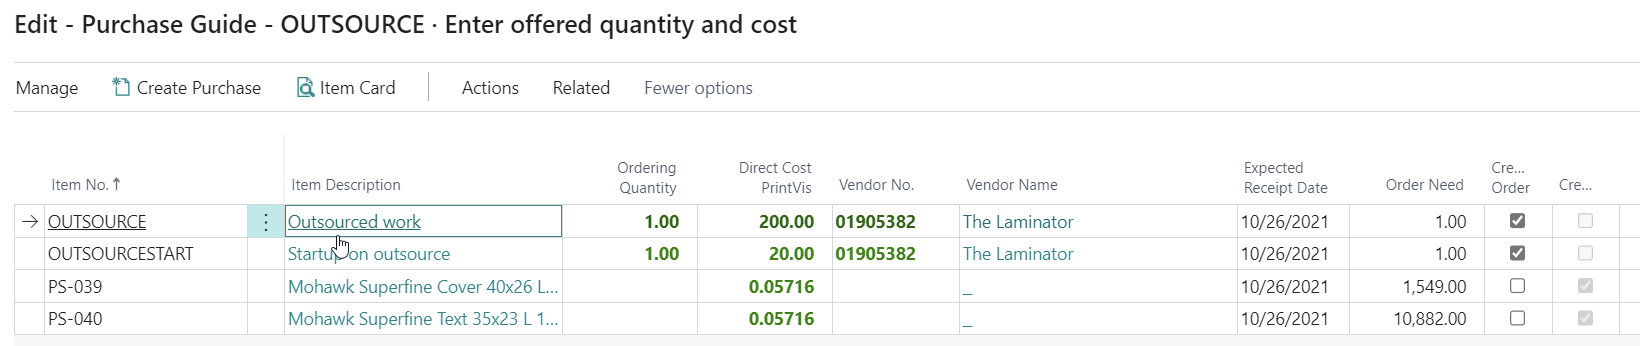 Edit - Purchase Guide - OUTSOURCE · Enter offered quantity and cost
Manage Create Purchase Item Card Actions Related Fewer options
Item No. ↑ Item Description Ordering Quantity Direct Cost PrintVis Vendor No. Vendor Name Expected Receipt Date Order Need Cre... Order Cre...
OUTSOURCE Outsourced work 1.00 200.00 01905382 The Laminator 10/26/2021 1.00
OUTSOURCESTART Startup on outsource 1.00 20.00 01905382 The Laminator 10/26/2021 1.00
PS-039 Mohawk Superfine Cover 40x26 L... 0.05716 _ 10/26/2021 1,549.00
PS-040 Mohawk Superfine Text 35x23 L 1... 0.05716 _ 10/26/2021 10,882.00